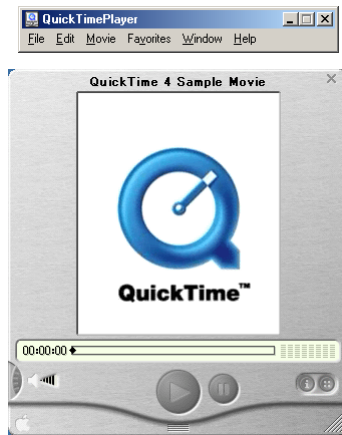 QuickTimePlayer
File Edit Movie Favorites Window Help
QuickTime 4 Sample Movie
QuickTime™
00:00:00